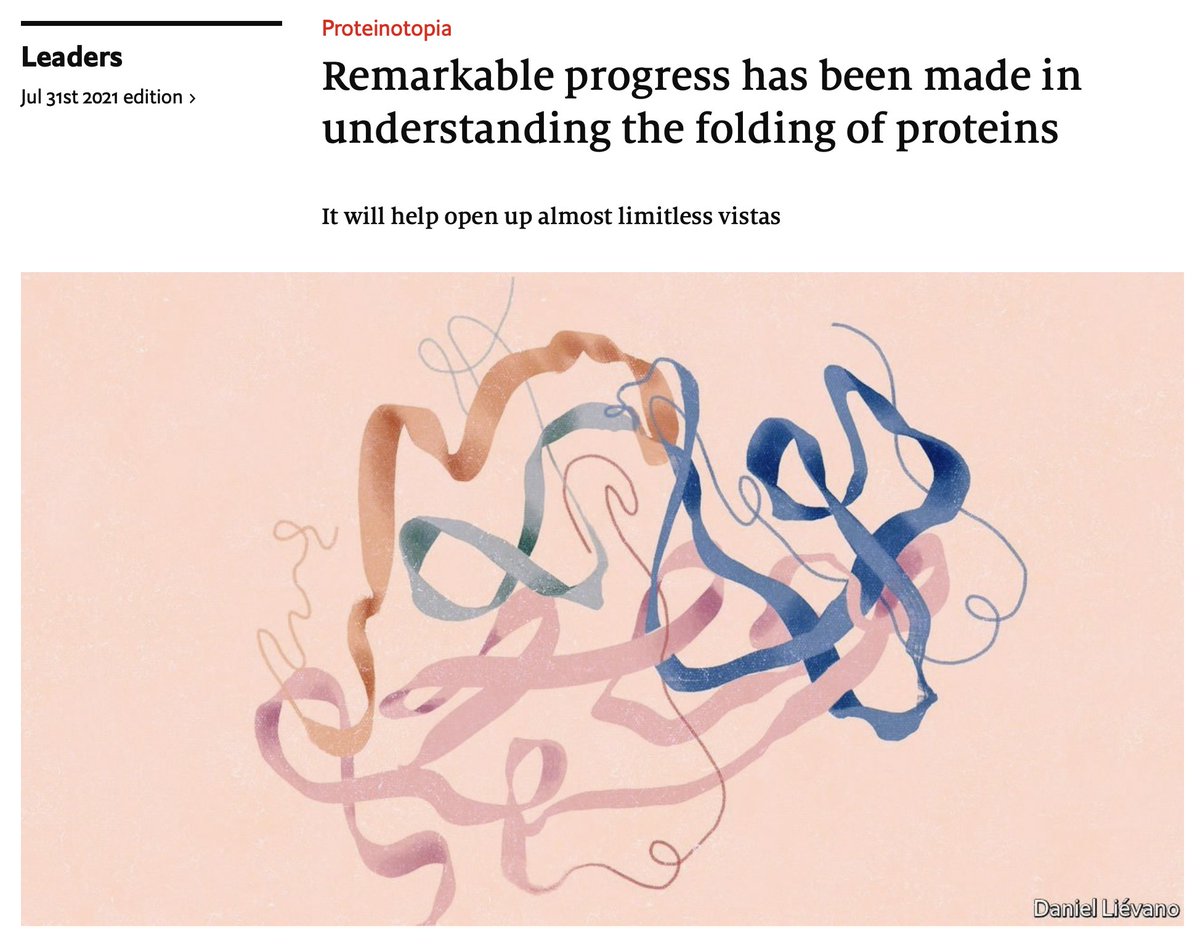 Leaders
Jul 31st 2021 edition ›
Proteinotopia
Remarkable progress has been made in
understanding the folding of proteins
It will help open up almost limitless vistas
Daniel Liévano